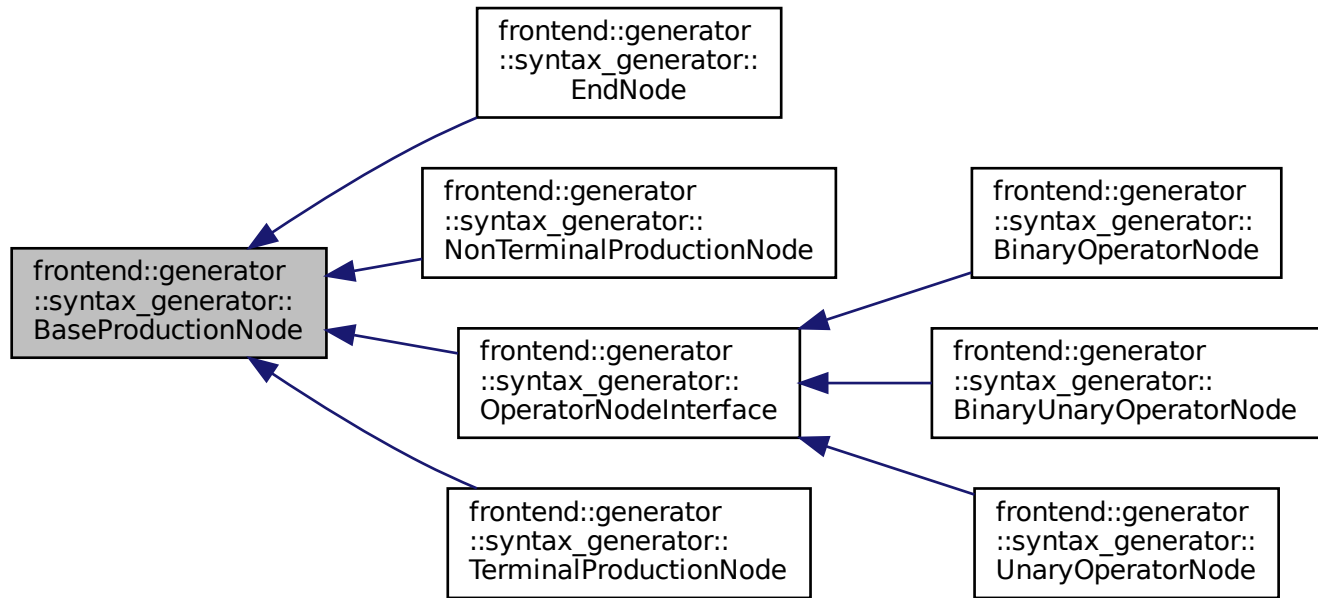 frontend::generator
::syntax_generator::
EndNode
frontend::generator
::syntax_generator::
NonTerminalProductionNode
frontend::generator
::syntax_generator::
BinaryOperatorNode
frontend::generator
::syntax_generator::
BaseProductionNode
frontend::generator
::syntax_generator::
OperatorNodeInterface
frontend::generator
::syntax_generator::
BinaryUnaryOperatorNode
frontend::generator
::syntax_generator::
TerminalProductionNode
frontend::generator
::syntax_generator::
UnaryOperatorNode